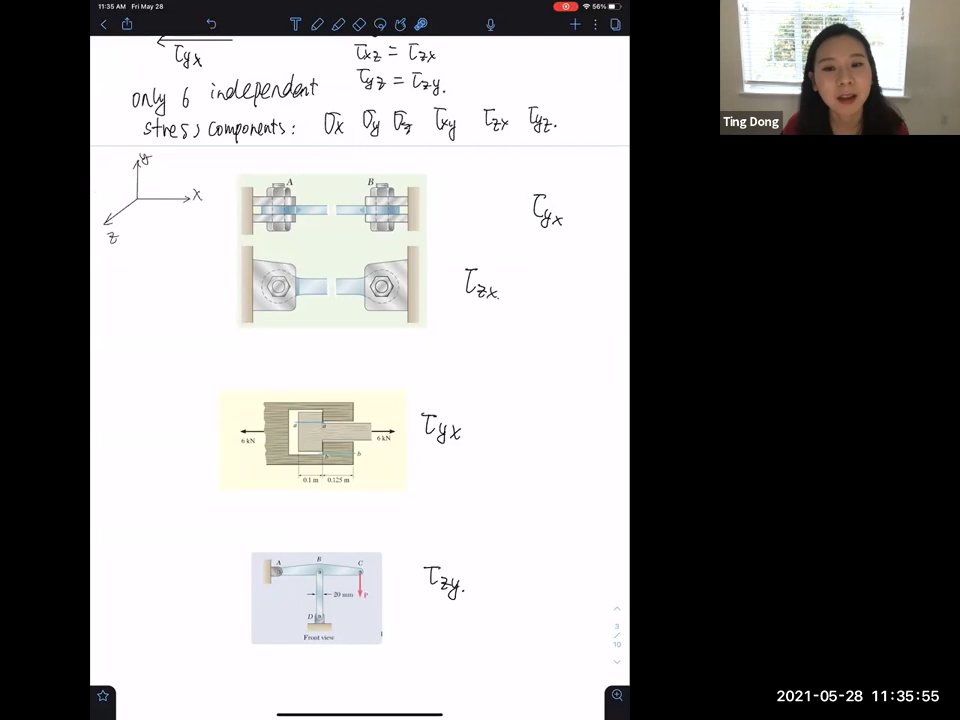 11:35 AM Fri May 28
56%
τyx
τxz = τzx
τyz = τzy.
only 6 independent
stress components: σx σy σz τxy τzx τyz.
y
x
z
A B
τyx
τzx.
a a
6 kN 6 kN
τyx
b b
0.1 m 0.125 m
A B C
20 mm P
τzy.
D
Front view
3
/
10
Ting Dong
2021-05-28 11:35:55